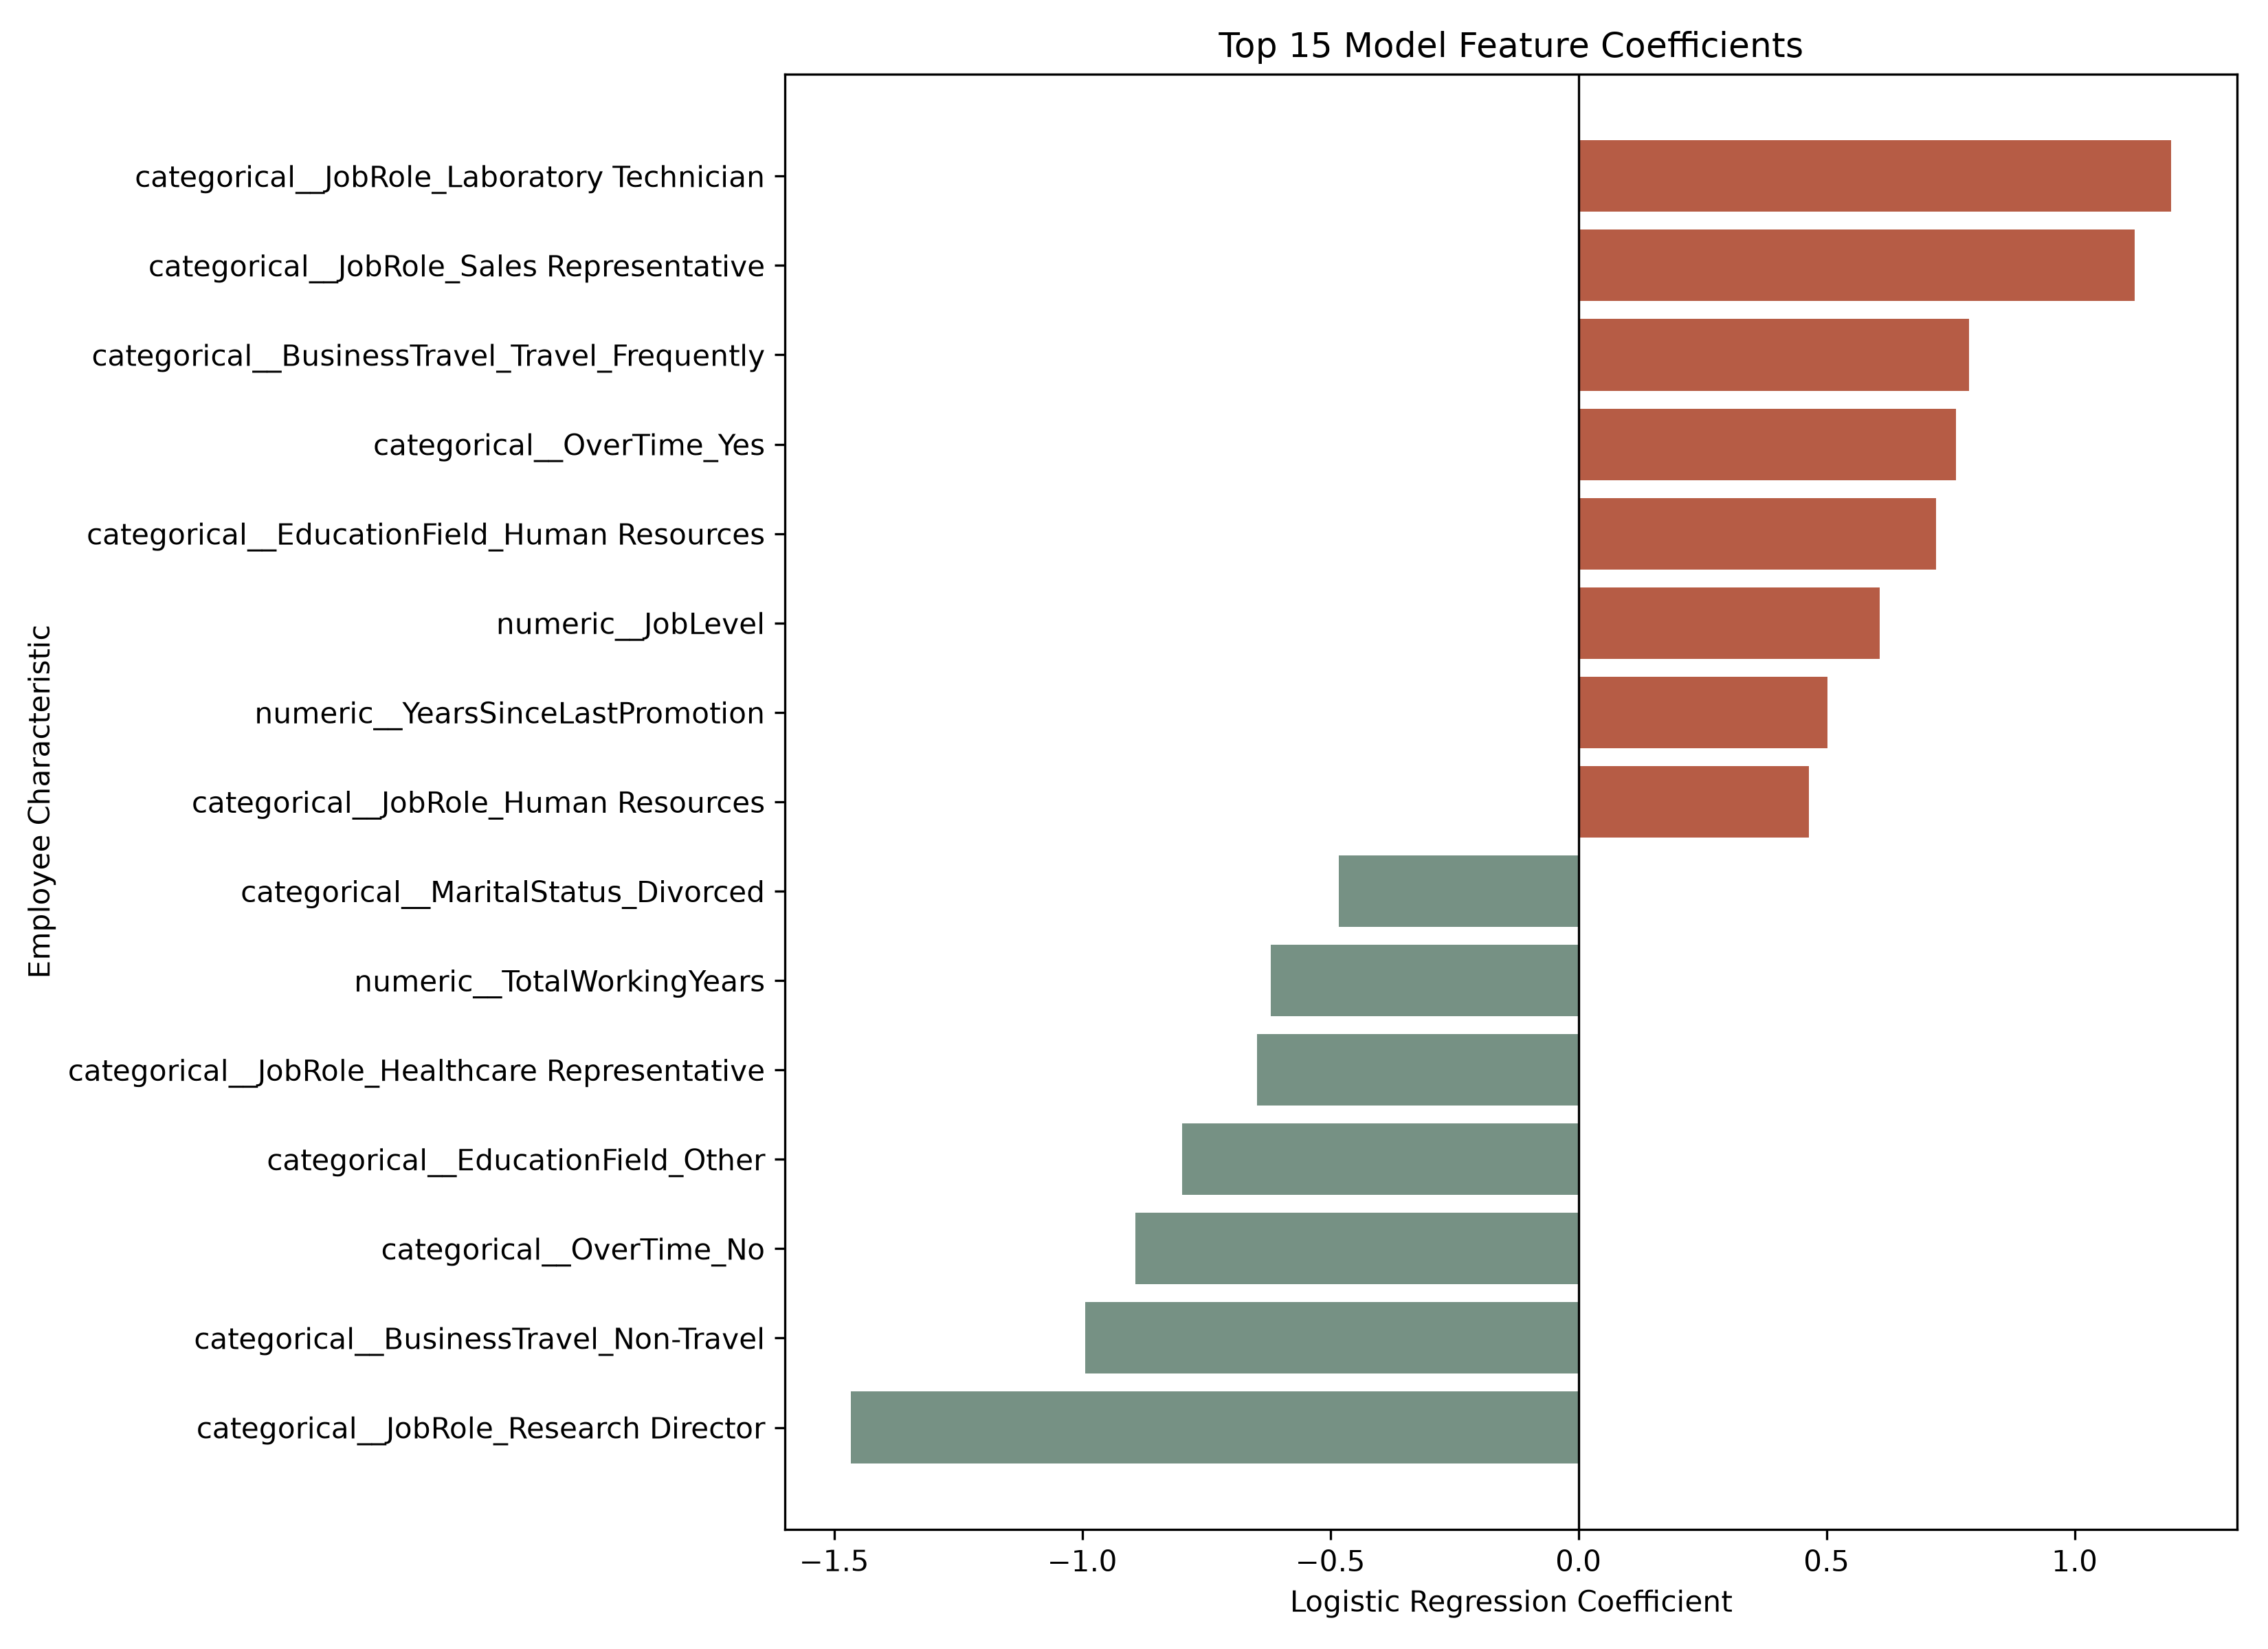 Top 15 Model Feature Coefficients
Employee Characteristic
categorical__JobRole_Laboratory Technician
categorical__JobRole_Sales Representative
categorical__BusinessTravel_Travel_Frequently
categorical__OverTime_Yes
categorical__EducationField_Human Resources
numeric__JobLevel
numeric__YearsSinceLastPromotion
categorical__JobRole_Human Resources
categorical__MaritalStatus_Divorced
numeric__TotalWorkingYears
categorical__JobRole_Healthcare Representative
categorical__EducationField_Other
categorical__OverTime_No
categorical__BusinessTravel_Non-Travel
categorical__JobRole_Research Director
−1.5 −1.0 −0.5 0.0 0.5 1.0
Logistic Regression Coefficient